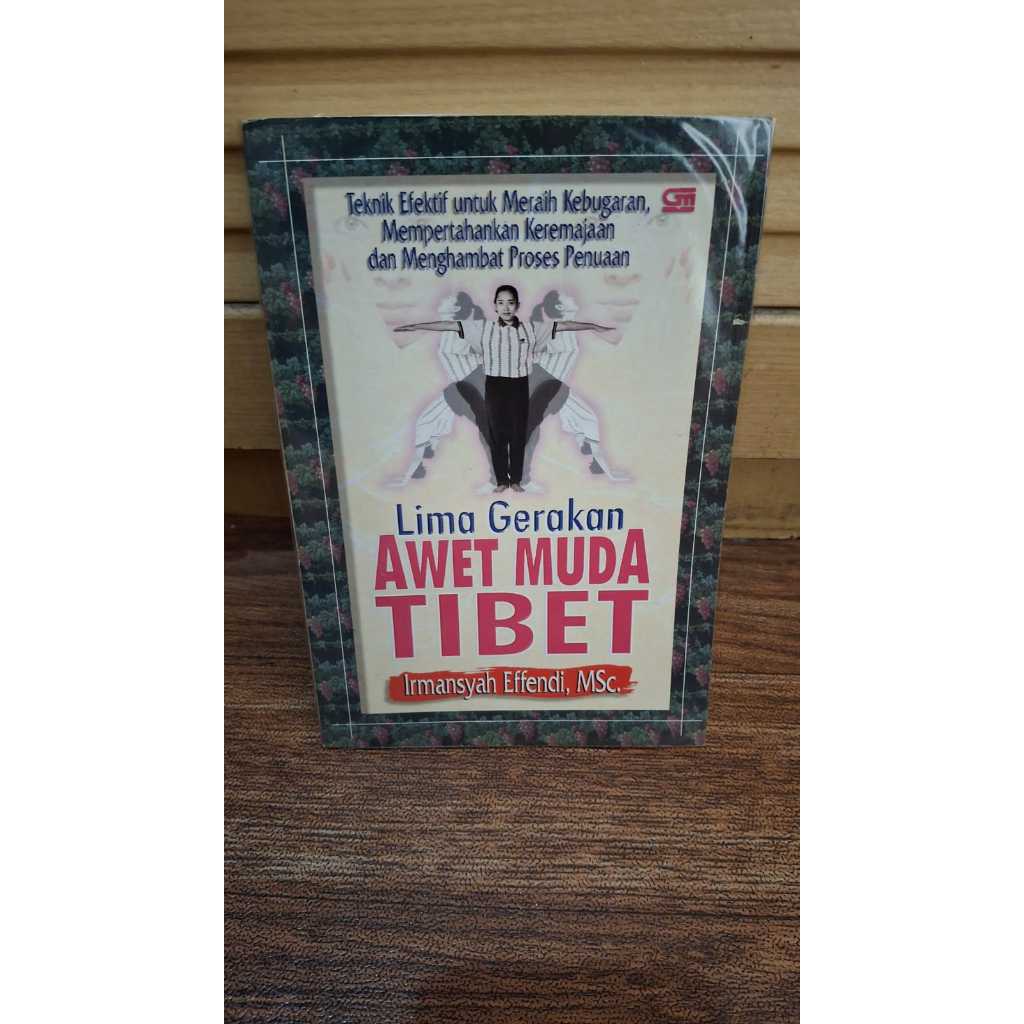 Teknik Efektif untuk Meraih Kebugaran,
Mempertahankan Keremajaan
dan Menghambat Proses Penuaan
GM
Lima Gerakan
AWET MUDA
TIBET
Irmansyah Effendi, MSc.